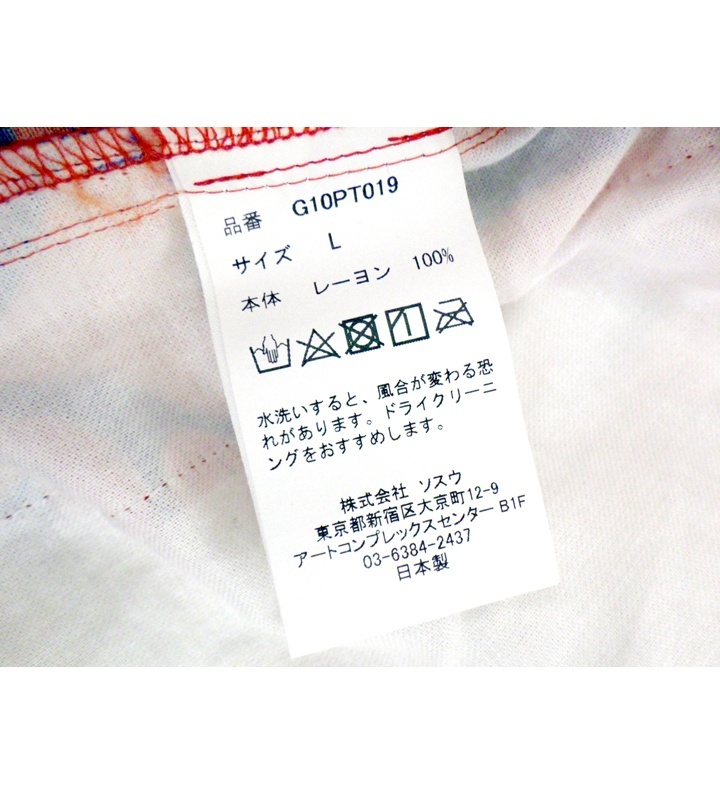 品番 G10PT019
サイズ L
本体 レーヨン 100%
水洗いすると、風合が変わる恐
れがあります。ドライクリーニ
ングをおすすめします。
株式会社 ソスウ
東京都新宿区大京町12-9
アートコンプレックスセンター B1F
03-6384-2437
日本製